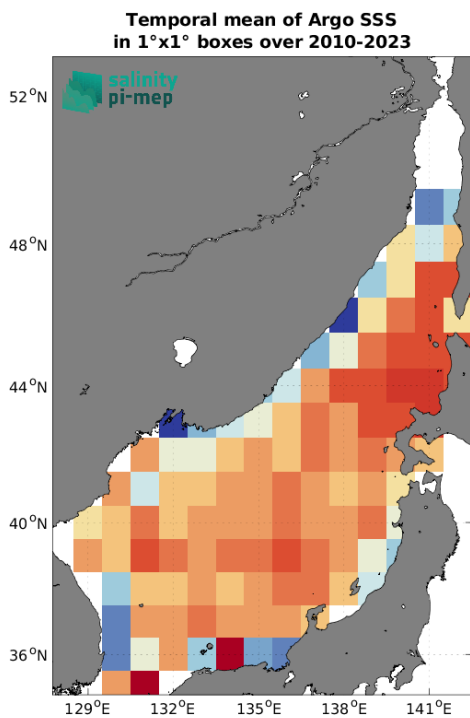 Temporal mean of Argo SSS
in 1°x1° boxes over 2010-2023
salinity
pi-mep
52°N
48°N
44°N
40°N
36°N
129°E
132°E
135°E
138°E
141°E